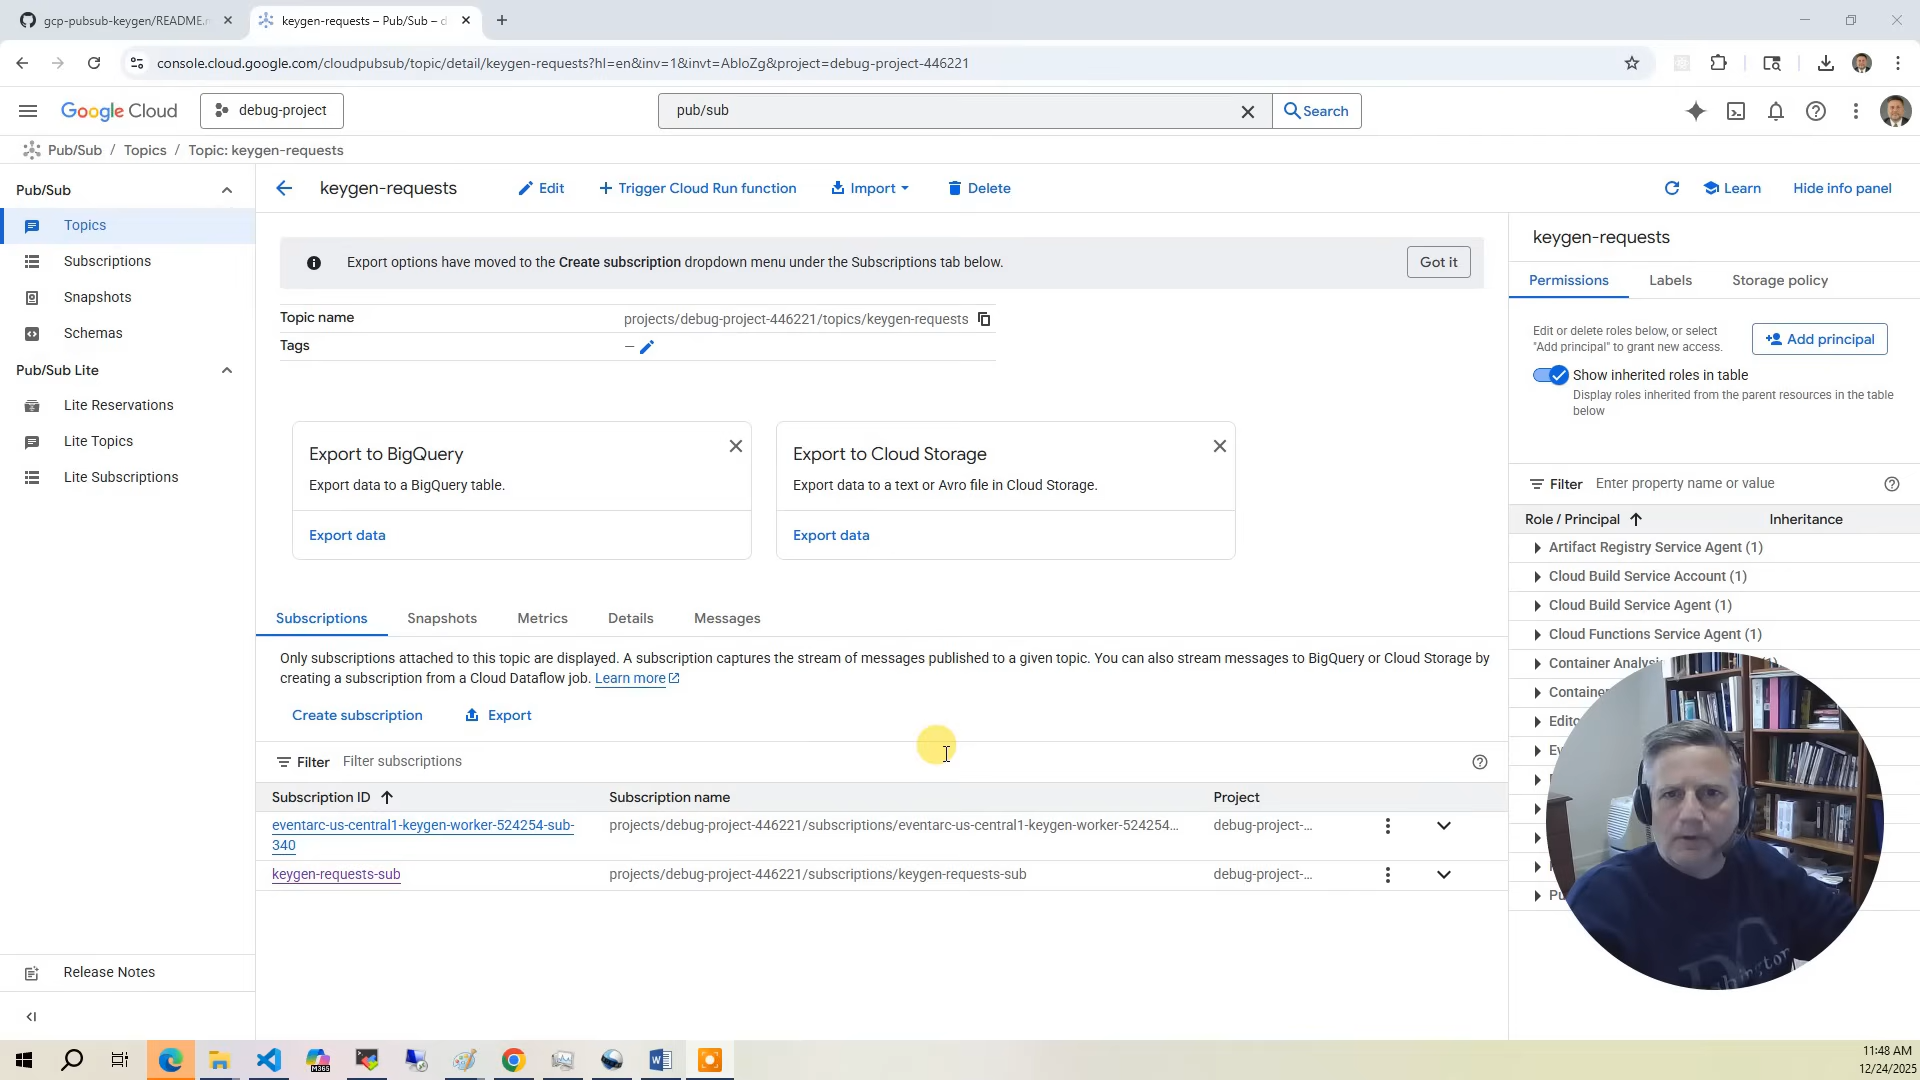 gcp-pubsub-keygen/README.
keygen-requests – Pub/Sub – d
console.cloud.google.com/cloudpubsub/topic/detail/keygen-requests?hl=en&inv=1&invt=AbloZg&project=debug-project-446221
Google Cloud
debug-project
pub/sub
Search
Pub/Sub / Topics / Topic: keygen-requests
Pub/Sub
Topics
Subscriptions
Snapshots
Schemas
Pub/Sub Lite
Lite Reservations
Lite Topics
Lite Subscriptions
Release Notes
keygen-requests
Edit
Trigger Cloud Run function
Import
Delete
Learn
Hide info panel
Export options have moved to the Create subscription dropdown menu under the Subscriptions tab below.
Got it
Topic name
projects/debug-project-446221/topics/keygen-requests
Tags
–
Export to BigQuery
Export data to a BigQuery table.
Export data
Export to Cloud Storage
Export data to a text or Avro file in Cloud Storage.
Export data
Subscriptions
Snapshots
Metrics
Details
Messages
Only subscriptions attached to this topic are displayed. A subscription captures the stream of messages published to a given topic. You can also stream messages to BigQuery or Cloud Storage by
creating a subscription from a Cloud Dataflow job. Learn more
Create subscription
Export
Filter
Filter subscriptions
Subscription ID
Subscription name
Project
eventarc-us-central1-keygen-worker-524254-sub-
340
projects/debug-project-446221/subscriptions/eventarc-us-central1-keygen-worker-524254...
debug-project-...
keygen-requests-sub
projects/debug-project-446221/subscriptions/keygen-requests-sub
debug-project-...
keygen-requests
Permissions
Labels
Storage policy
Edit or delete roles below, or select
"Add principal" to grant new access.
Add principal
Show inherited roles in table
Display roles inherited from the parent resources in the table
below
Filter
Enter property name or value
Role / Principal
Inheritance
Artifact Registry Service Agent (1)
Cloud Build Service Account (1)
Cloud Build Service Agent (1)
Cloud Functions Service Agent (1)
Container Analysi
Container
Edito
Ev
Pu
M365
11:48 AM
12/24/2025